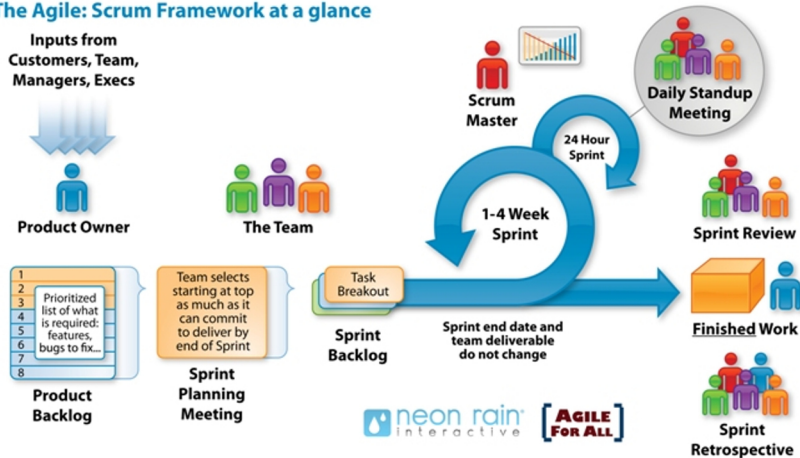 The Agile: Scrum Framework at a glance
Inputs from
Customers, Team,
Managers, Execs
Product Owner
The Team
Scrum
Master
Daily Standup
Meeting
24 Hour
Sprint
1-4 Week
Sprint
Sprint Review
1
2
3
4
5
6
7
8
Prioritized
list of what
is required:
features,
bugs to fix...
Product
Backlog
Team selects
starting at top
as much as it
can commit
to deliver by
end of Sprint
Sprint
Planning
Meeting
Task
Breakout
Sprint
Backlog
Sprint end date and
team deliverable
do not change
Finished Work
Sprint
Retrospective
neon rain
interactive
AGILE
FOR ALL